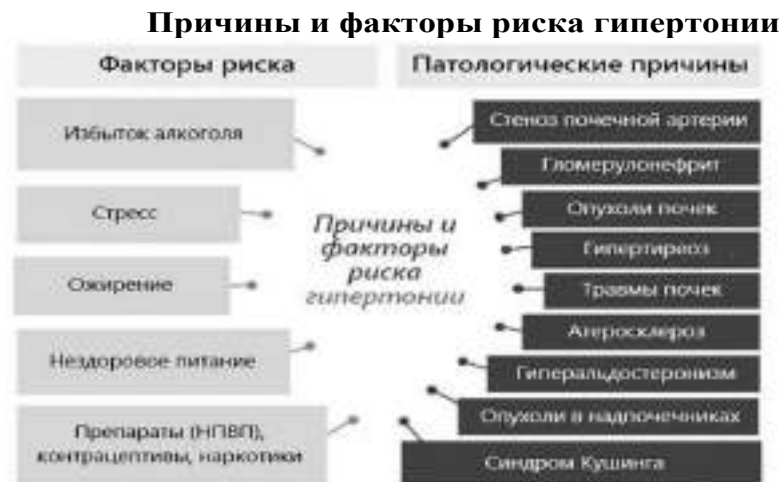 Причины и факторы риска гипертонии
Факторы риска
Избыток алкоголя
Стресс
Ожирение
Нездоровое питание
Препараты (НПВП),
контрацептивы, наркотики
Причины и
факторы
риска
гипертонии
Патологические причины
Стеноз почечной артерии
Гломерулонефрит
Опухоли почек
Гипертиреоз
Травмы почек
Атеросклероз
Гиперальдостеронизм
Опухоли в надпочечниках
Синдром Кушинга